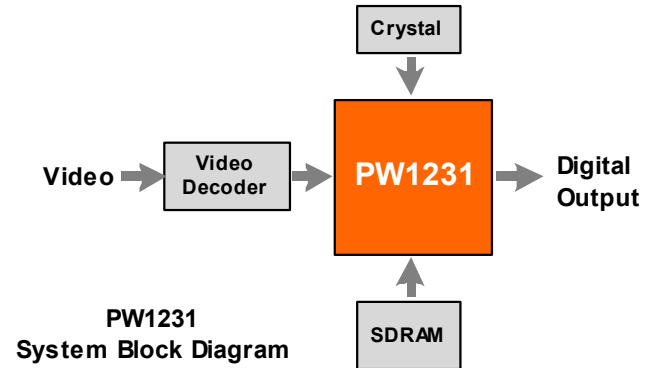 Crystal
Video
Video
Decoder
PW1231
Digital
Output
SDRAM
PW1231
System Block Diagram